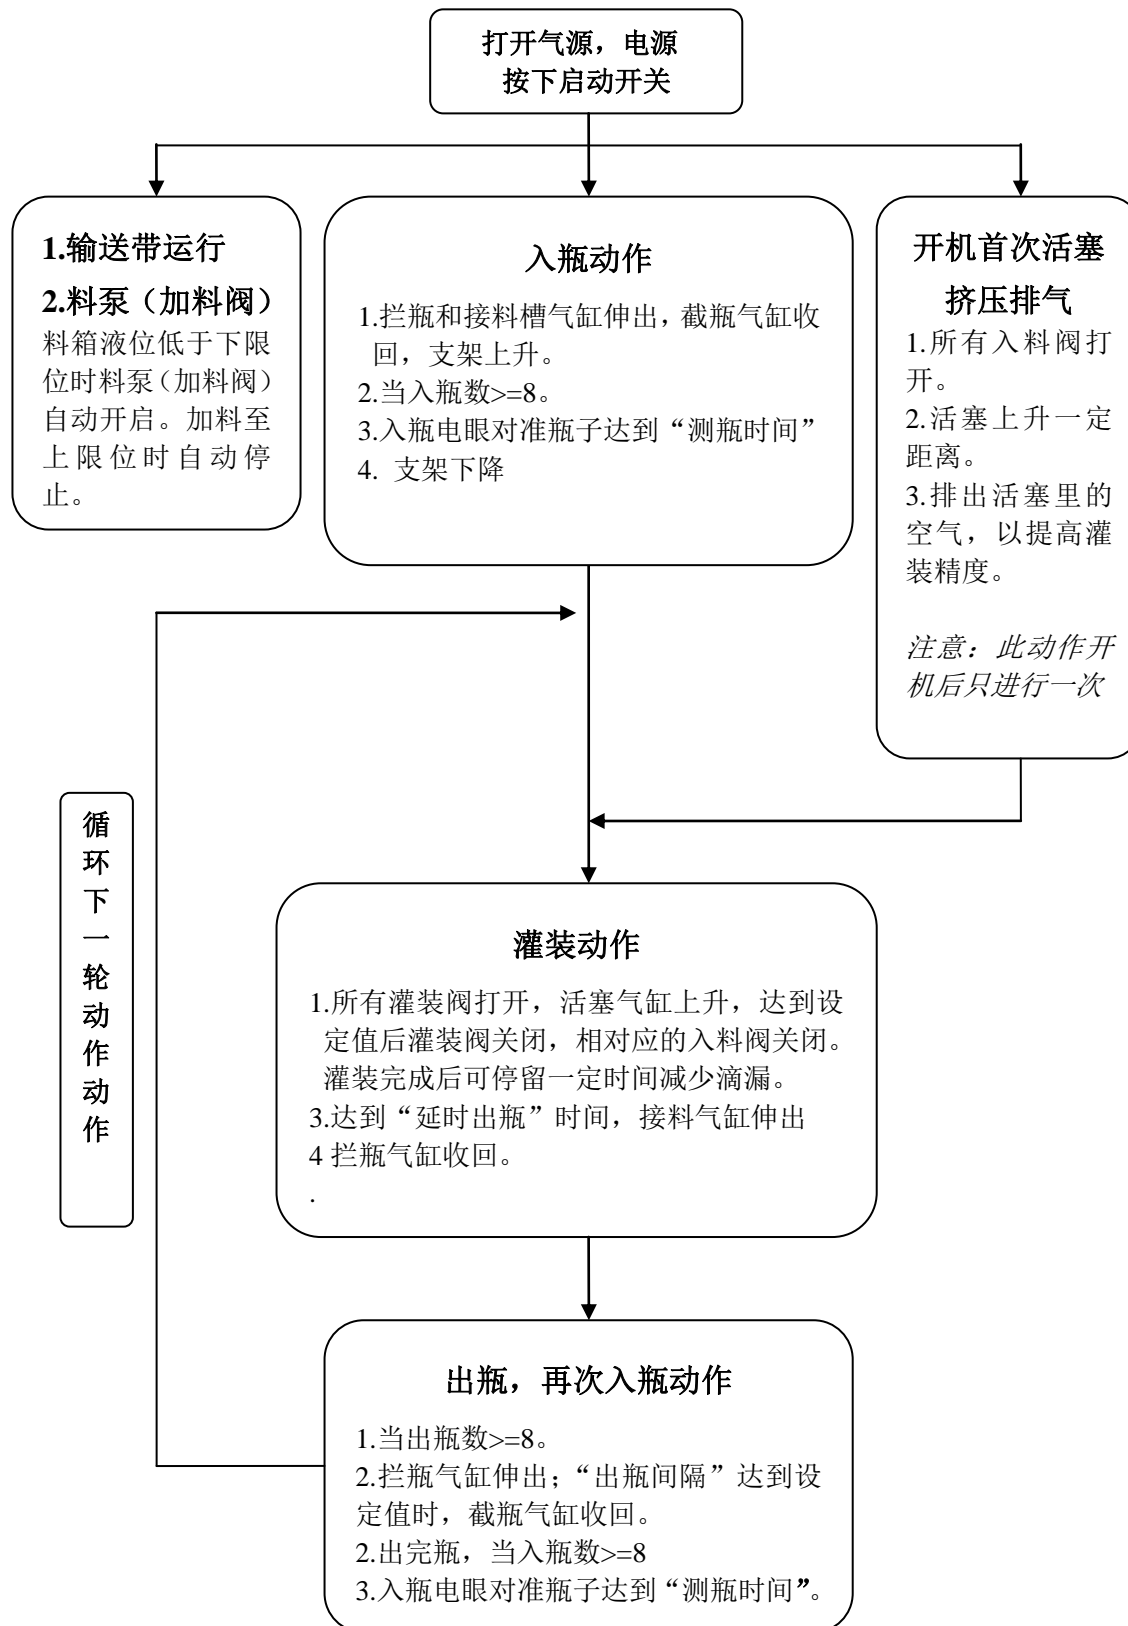 打开气源，电源
按下启动开关
1.输送带运行
2.料泵（加料阀）
料箱液位低于下限
位时料泵（加料阀）
自动开启。加料至
上限位时自动停
止。
入瓶动作
1.拦瓶和接料槽气缸伸出，截瓶气缸收
回，支架上升。
2.当入瓶数>=8。
3.入瓶电眼对准瓶子达到“测瓶时间”
4. 支架下降
开机首次活塞
挤压排气
1.所有入料阀打
开。
2.活塞上升一定
距离。
3.排出活塞里的
空气，以提高灌
装精度。
注意：此动作开
机后只进行一次
循
环
下
一
轮
动
作
动
作
灌装动作
1.所有灌装阀打开，活塞气缸上升，达到设
定值后灌装阀关闭，相对应的入料阀关闭。
灌装完成后可停留一定时间减少滴漏。
3.达到“延时出瓶”时间，接料气缸伸出
4 拦瓶气缸收回。
.
出瓶，再次入瓶动作
1.当出瓶数>=8。
2.拦瓶气缸伸出；“出瓶间隔”达到设
定值时，截瓶气缸收回。
2.出完瓶，当入瓶数>=8
3.入瓶电眼对准瓶子达到“测瓶时间”。